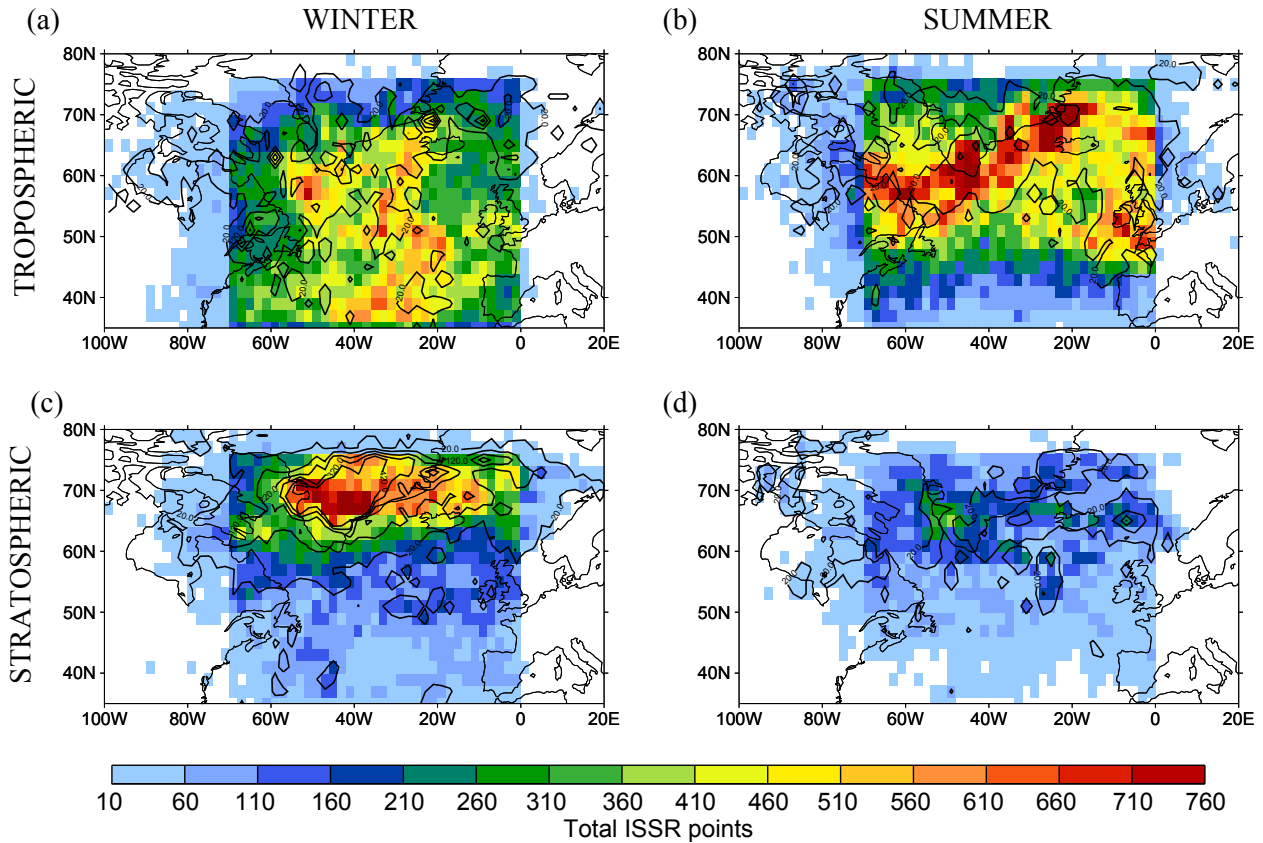 WINTER
SUMMER
(a)
(b)
TROPOSPHERIC
80N
70N
60N
50N
40N
100W 80W 60W 40W 20W 0 20E
80N
70N
60N
50N
40N
100W 80W 60W 40W 20W 0 20E
(c)
(d)
STRATOSPHERIC
80N
70N
60N
50N
40N
100W 80W 60W 40W 20W 0 20E
80N
70N
60N
50N
40N
100W 80W 60W 40W 20W 0 20E
10 60 110 160 210 260 310 360 410 460 510 560 610 660 710 760
Total ISSR points